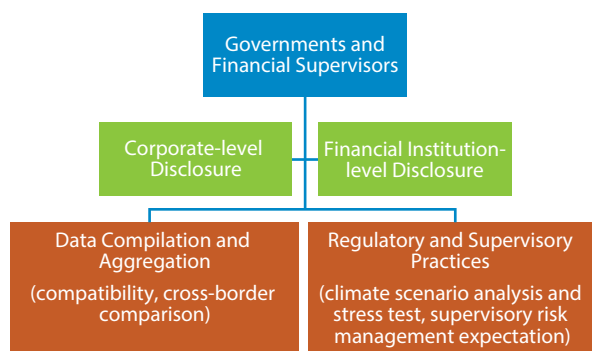 Governments and
Financial Supervisors
Corporate-level
Disclosure
Financial Institution-
level Disclosure
Data Compilation and
Aggregation
(compatibility, cross-border
comparison)
Regulatory and Supervisory
Practices
(climate scenario analysis and
stress test, supervisory risk
management expectation)